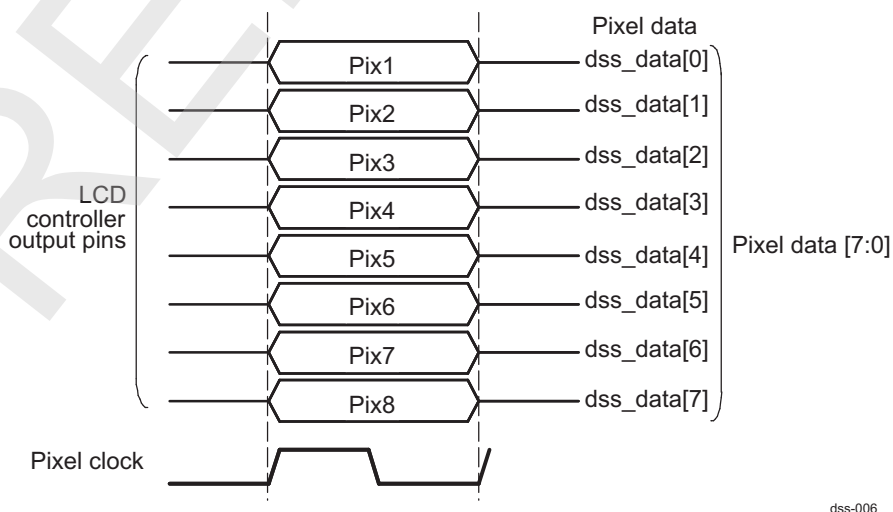 Pixel data
Pix1 dss_data[0]
Pix2 dss_data[1]
Pix3 dss_data[2]
Pix4 dss_data[3]
Pix5 dss_data[4]
Pix6 dss_data[5]
Pix7 dss_data[6]
Pix8 dss_data[7]
LCD
controller
output pins
Pixel data [7:0]
Pixel clock
dss-006